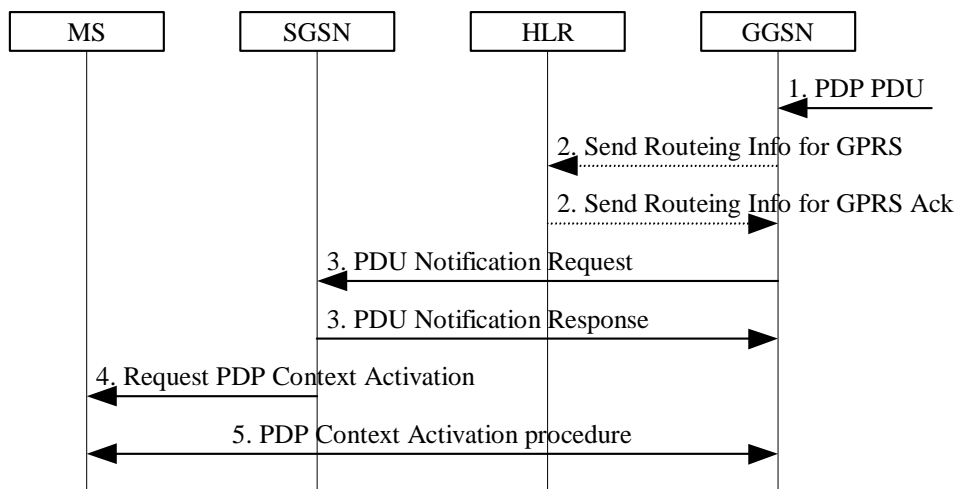 MS SGSN HLR GGSN
1. PDP PDU
2. Send Routeing Info for GPRS
2. Send Routeing Info for GPRS Ack
3. PDU Notification Request
3. PDU Notification Response
4. Request PDP Context Activation
5. PDP Context Activation procedure